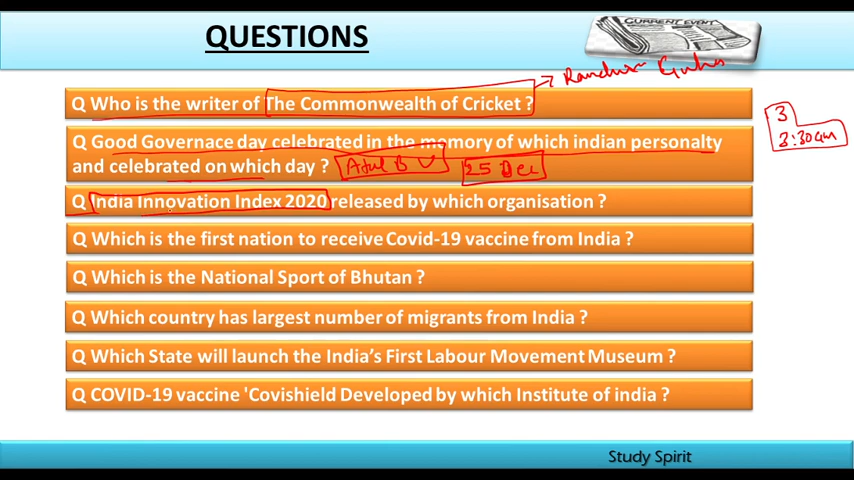 QUESTIONS
CURRENT EVENT
Q Who is the writer of The Commonwealth of Cricket ?
Guha
3
3:30am
Q Good Governace day celebrated in the memory of which indian personalty
and celebrated on which day ?
Atul B V
25 Dec
Q India Innovation Index 2020 released by which organisation ?
Q Which is the first nation to receive Covid-19 vaccine from India ?
Q Which is the National Sport of Bhutan ?
Q Which country has largest number of migrants from India ?
Q Which State will launch the India's First Labour Movement Museum ?
Q COVID-19 vaccine 'Covishield Developed by which Institute of india ?
Study Spirit